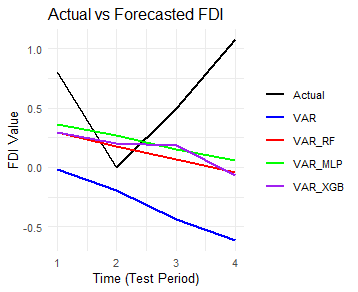 Actual vs Forecasted FDI
FDI Value
1.0
0.5
0.0
-0.5
1 2 3 4
Time (Test Period)
Actual
VAR
VAR_RF
VAR_MLP
VAR_XGB